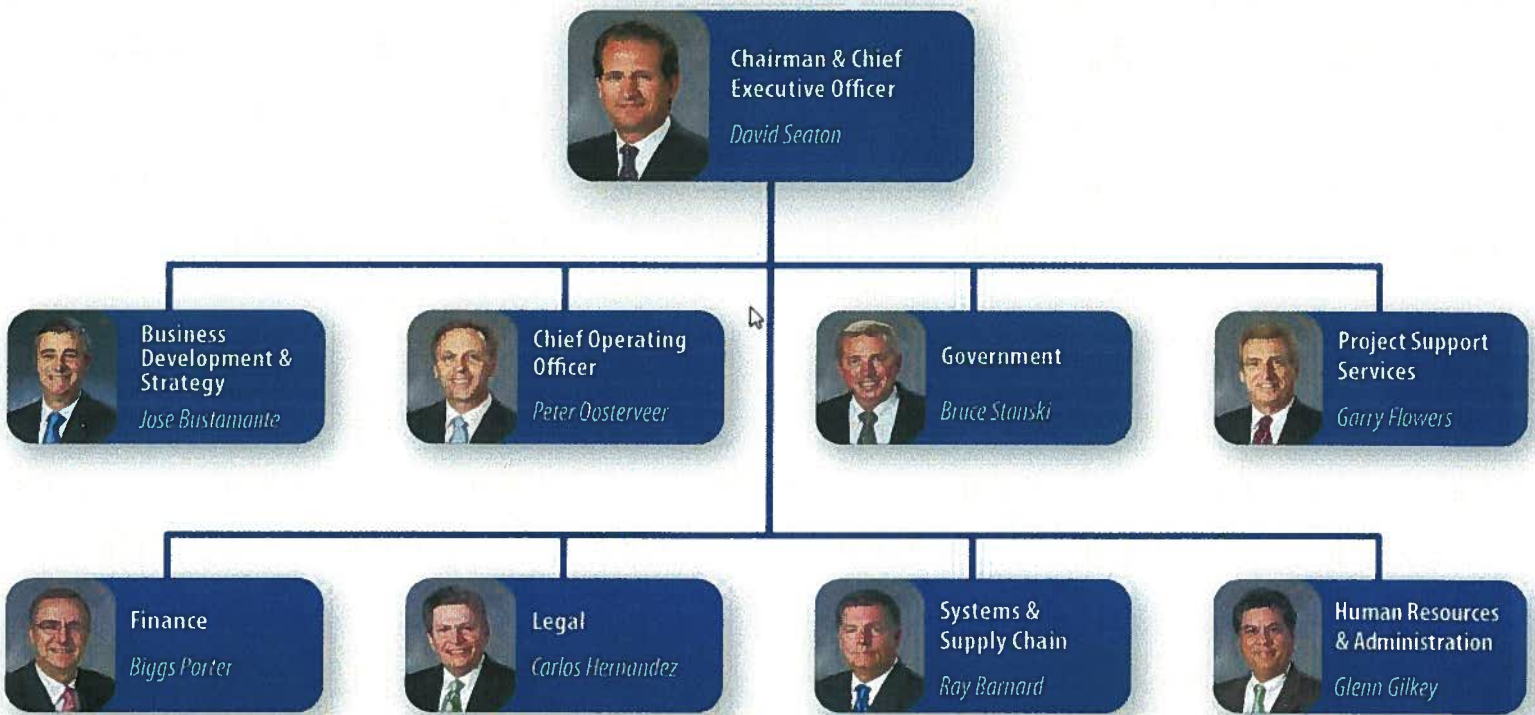 Chairman & Chief
Executive Officer
David Seaton
Business
Development &
Strategy
Jose Bustamante
Chief Operating
Officer
Peter Oosterveer
Government
Bruce Stanski
Project Support
Services
Garry Flowers
Finance
Biggs Porter
Legal
Carlos Hernandez
Systems &
Supply Chain
Ray Barnard
Human Resources
& Administration
Glenn Gilkey